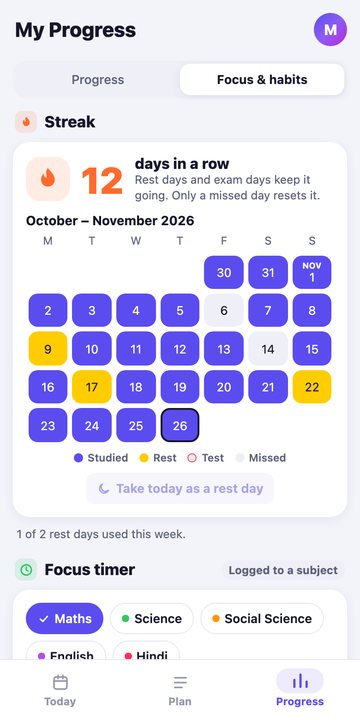 My Progress
M
Progress
Focus & habits
Streak
12
days in a row
Rest days and exam days keep it
going. Only a missed day resets it.
October – November 2026
M T W T F S S
30 31 NOV 1
2 3 4 5 6 7 8
9 10 11 12 13 14 15
16 17 18 19 20 21 22
23 24 25 26
Studied Rest Test Missed
Take today as a rest day
1 of 2 rest days used this week.
Focus timer
Logged to a subject
Maths Science Social Science
English Hindi
Today Plan Progress